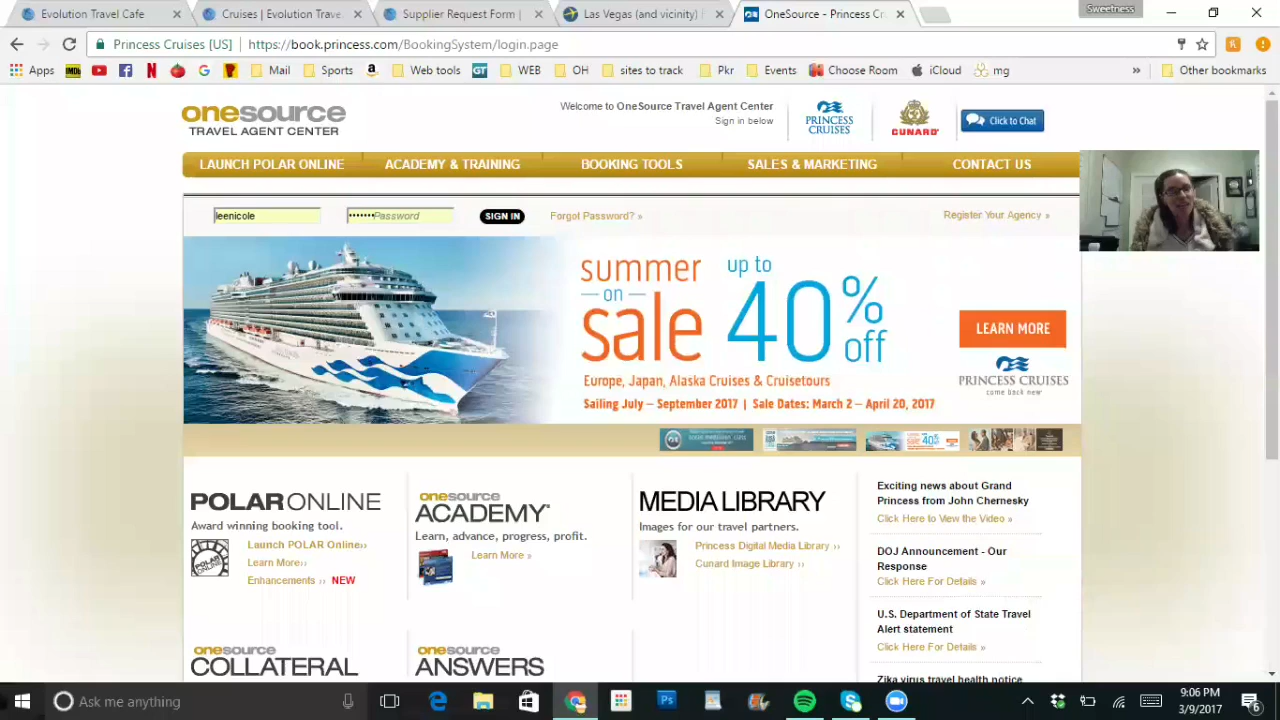 Evolution Travel Cafe
Cruises | Evolution Trave
Supplier Request Form |
Las Vegas (and vicinity)
OneSource - Princess Cr
Sweetness
Princess Cruises [US]
https://book.princess.com/BookingSystem/login.page
Apps
IMDb
Mail
Sports
Web tools
GT
WEB
OH
sites to track
Pkr
Events
Choose Room
iCloud
mg
»
Other bookmarks
onesource
TRAVEL AGENT CENTER
Welcome to OneSource Travel Agent Center
Sign in below
PRINCESS CRUISES
CUNARD
Click to Chat
LAUNCH POLAR ONLINE
ACADEMY & TRAINING
BOOKING TOOLS
SALES & MARKETING
CONTACT US
leenicole
•••••••Password
SIGN IN
Forgot Password? »
Register Your Agency »
summer
on
sale
up to
40%
off
Europe, Japan, Alaska Cruises & Cruisetours
Sailing July – September 2017 | Sale Dates: March 2 – April 20, 2017
LEARN MORE
PRINCESS CRUISES
come back new
POLAR ONLINE
Award winning booking tool.
Launch POLAR Online››
Learn More››
Enhancements ›› NEW
onesource
ACADEMY
Learn, advance, progress, profit.
Learn More »
MEDIA LIBRARY
Images for our travel partners.
Princess Digital Media Library ››
Cunard Image Library ››
Exciting news about Grand
Princess from John Chernesky
Click Here to View the Video »
DOJ Announcement - Our
Response
Click Here For Details »
U.S. Department of State Travel
Alert statement
Click Here For Details »
Zika virus travel health notice
onesource
COLLATERAL
onesource
ANSWERS
Ask me anything
9:06 PM
3/9/2017
6